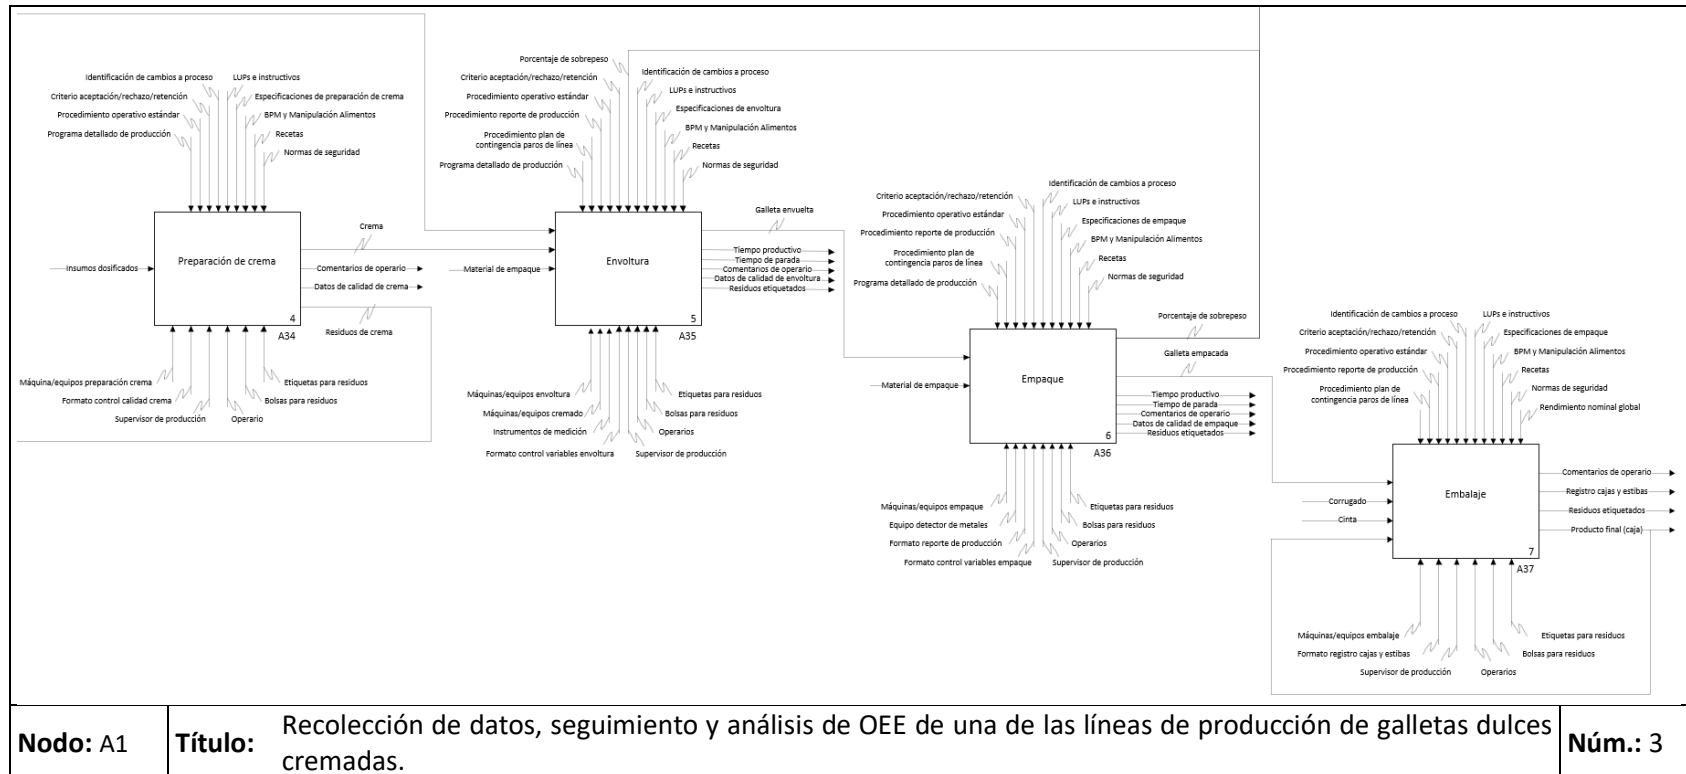 Identificación de cambios a proceso
LUPs e instructivos
Criterio aceptación/rechazo/retención
Especificaciones de preparación de crema
Procedimiento operativo estándar
BPM y Manipulación Alimentos
Programa detallado de producción
Recetas
Normas de seguridad
Insumos dosificados
Preparación de crema
4
A34
Crema
Comentarios de operario
Datos de calidad de crema
Residuos de crema
Máquina/equipos preparación crema
Formato control calidad crema
Supervisor de producción
Operario
Bolsas para residuos
Etiquetas para residuos
Porcentaje de sobrepeso
Criterio aceptación/rechazo/retención
Procedimiento operativo estándar
Procedimiento reporte de producción
Procedimiento plan de
contingencia paros de línea
Programa detallado de producción
Identificación de cambios a proceso
LUPs e instructivos
Especificaciones de envoltura
BPM y Manipulación Alimentos
Recetas
Normas de seguridad
Material de empaque
Envoltura
5
A35
Galleta envuelta
Tiempo productivo
Tiempo de parada
Comentarios de operario
Datos de calidad de envoltura
Residuos etiquetados
Máquinas/equipos envoltura
Máquinas/equipos cremado
Instrumentos de medición
Formato control variables envoltura
Etiquetas para residuos
Bolsas para residuos
Operarios
Supervisor de producción
Criterio aceptación/rechazo/retención
Procedimiento operativo estándar
Procedimiento reporte de producción
Procedimiento plan de
contingencia paros de línea
Programa detallado de producción
Identificación de cambios a proceso
LUPs e instructivos
Especificaciones de empaque
BPM y Manipulación Alimentos
Recetas
Normas de seguridad
Material de empaque
Empaque
6
A36
Porcentaje de sobrepeso
Galleta empacada
Tiempo productivo
Tiempo de parada
Comentarios de operario
Datos de calidad de empaque
Residuos etiquetados
Máquinas/equipos empaque
Equipo detector de metales
Formato reporte de producción
Formato control variables empaque
Etiquetas para residuos
Bolsas para residuos
Operarios
Supervisor de producción
Identificación de cambios a proceso
Criterio aceptación/rechazo/retención
Procedimiento operativo estándar
Procedimiento reporte de producción
Procedimiento plan de
contingencia paros de línea
LUPs e instructivos
Especificaciones de empaque
BPM y Manipulación Alimentos
Recetas
Normas de seguridad
Rendimiento nominal global
Corrugado
Cinta
Embalaje
7
A37
Comentarios de operario
Registro cajas y estibas
Residuos etiquetados
Producto final (caja)
Máquinas/equipos embalaje
Formato registro cajas y estibas
Supervisor de producción
Operarios
Bolsas para residuos
Etiquetas para residuos
Nodo: A1
Título:
Recolección de datos, seguimiento y análisis de OEE de una de las líneas de producción de galletas dulces
cremadas.
Núm.: 3